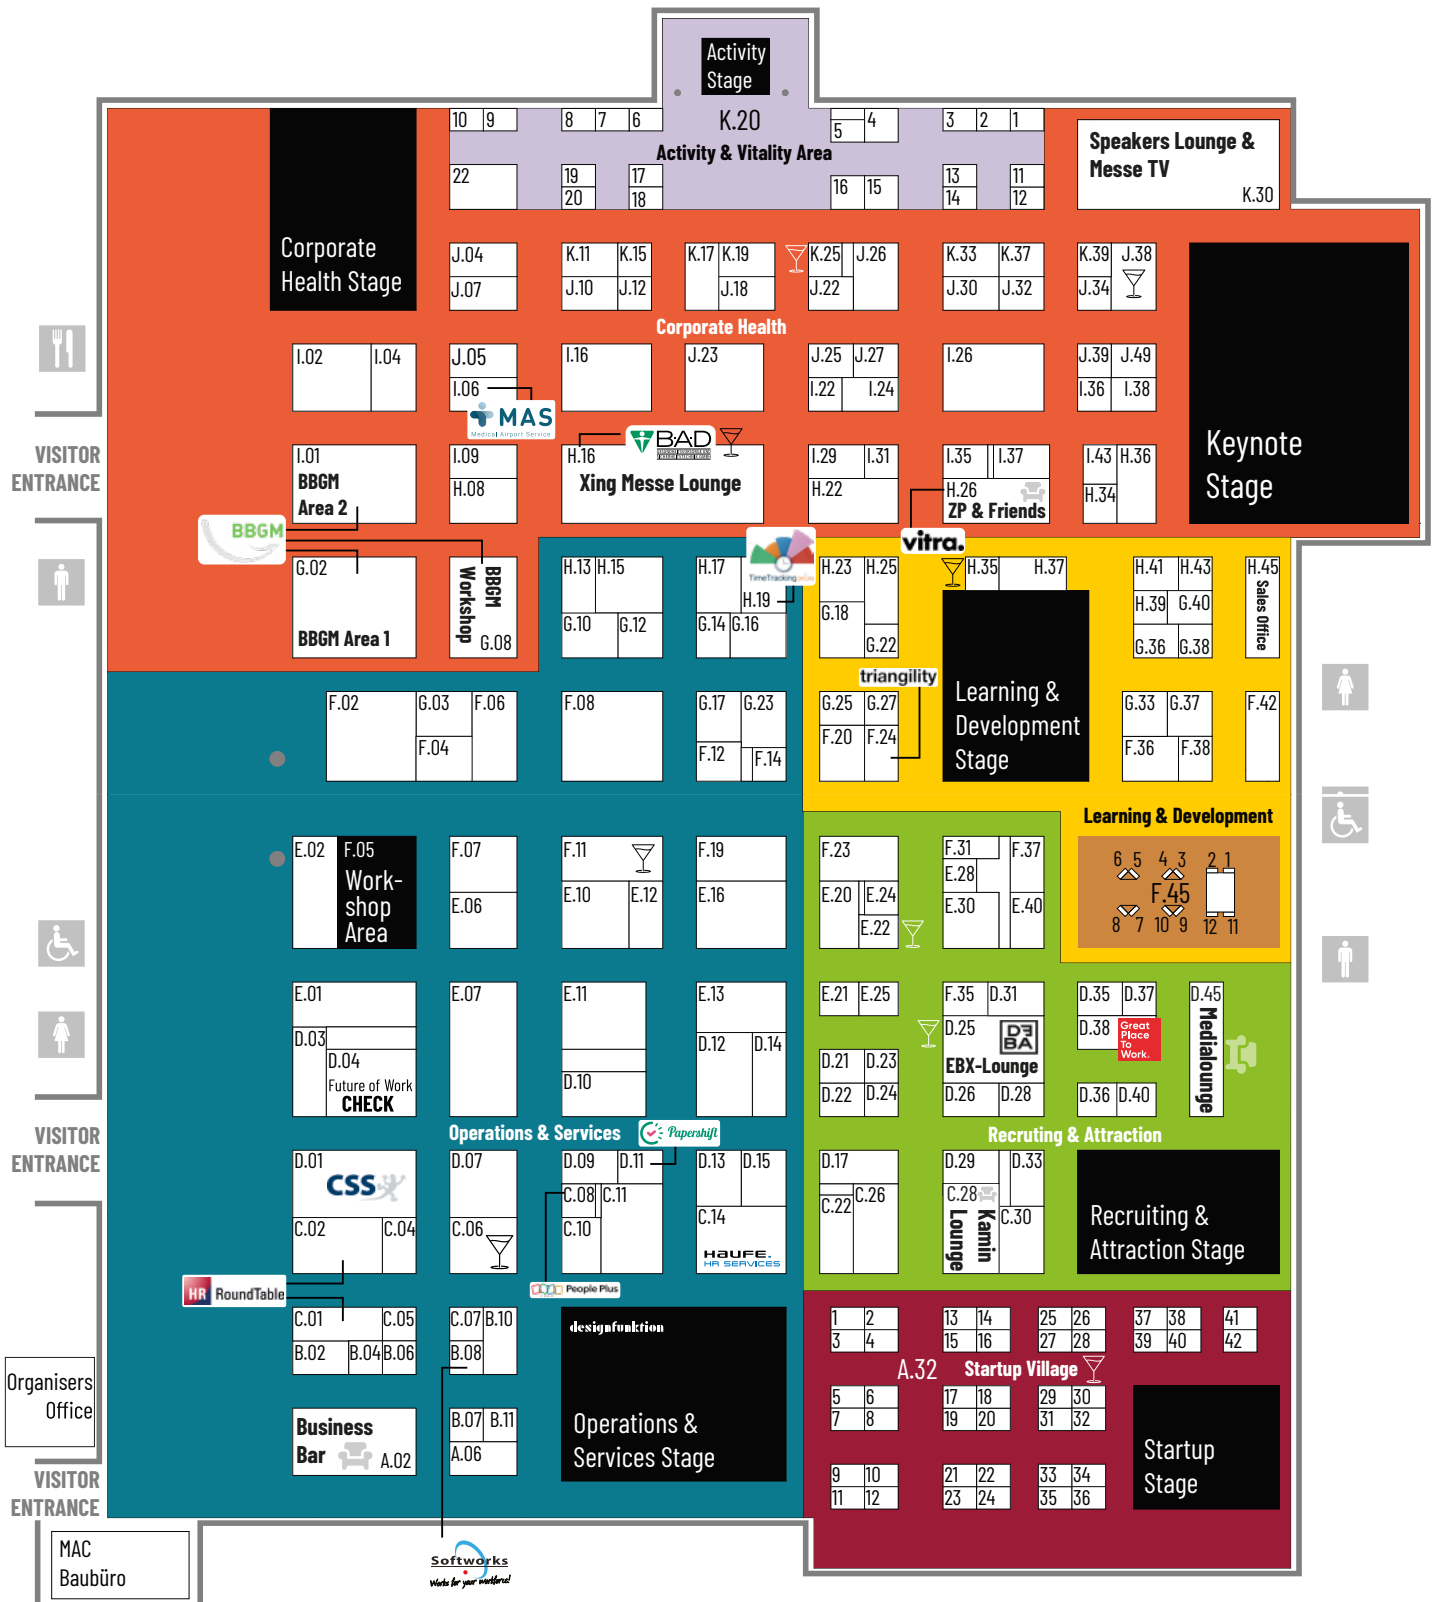 Activity
Stage
K.20
Activity & Vitality Area
10 9
8 7 6
5 4
3 2 1
22
19
20
17
18
16 15
13
14
11
12
Speakers Lounge &
Messe TV
K.30
Corporate
Health Stage
J.04
J.07
K.11 K.15
J.10 J.12
K.17 K.19
J.18
K.25 J.26
J.22
K.33 K.37
J.30 J.32
K.39 J.38
J.34
Corporate Health
I.02 I.04
J.05
I.06
MAS
Medical Airport Service
I.16
J.23
J.25 J.27
I.22 I.24
I.26
J.39 J.49
I.36 I.38
Keynote
Stage
VISITOR
ENTRANCE
I.01
BBGM
Area 2
I.09
H.08
H.16
B·A·D
Xing Messe Lounge
I.29 I.31
H.22
I.35 I.37
H.26
ZP & Friends
I.43 H.36
H.34
BBGM
vitra.
TimeTracking
G.02
BBGM Area 1
BBGM
Workshop
G.08
H.13 H.15
G.10 G.12
H.17
H.19
G.14 G.16
H.23 H.25
G.18
G.22
H.35 H.37
H.41 H.43
H.39 G.40
G.36 G.38
H.45
Sales Office
triangility
Learning &
Development
Stage
F.02 G.03 F.06
F.04
F.08
G.17 G.23
F.12 F.14
G.25 G.27
F.20 F.24
G.33 G.37
F.36 F.38
F.42
Learning & Development
6 5 4 3 2 1
F.45
8 7 10 9 12 11
E.02
F.05
Work-
shop
Area
F.07
E.06
F.11
E.10 E.12
F.19
E.16
F.23
E.20 E.24
E.22
F.31 F.37
E.28
E.30 E.40
E.01
D.03
D.04
Future of Work
CHECK
E.07
E.11
D.10
E.13
D.12 D.14
E.21 E.25
D.21 D.23
D.22 D.24
F.35 D.31
D.25
DEBA
EBX-Lounge
D.26 D.28
D.35 D.37
D.38
Great
Place
To
Work.
D.36 D.40
D.45
Medialounge
VISITOR
ENTRANCE
Operations & Services
Papershift
Recruting & Attraction
D.01
CSS
C.02 C.04
D.07
C.06
D.09 D.11
C.08 C.11
C.10
D.13 D.15
C.14
HAUFE.
HR SERVICES
D.17
C.22 C.26
D.29 D.33
C.28
Kamin
Lounge
C.30
Recruiting &
Attraction Stage
HR RoundTable
People Plus
C.01 C.05
B.02 B.04 B.06
C.07 B.10
B.08
designfunktion
Operations &
Services Stage
1 2
3 4
13 14
15 16
25 26
27 28
37 38
39 40
41
42
A.32
Startup Village
5 6
7 8
17 18
19 20
29 30
31 32
9 10
11 12
21 22
23 24
33 34
35 36
Startup
Stage
Organisers
Office
Business
Bar
A.02
B.07 B.11
A.06
VISITOR
ENTRANCE
MAC
Baubüro
Softworks
Works for your workforce!